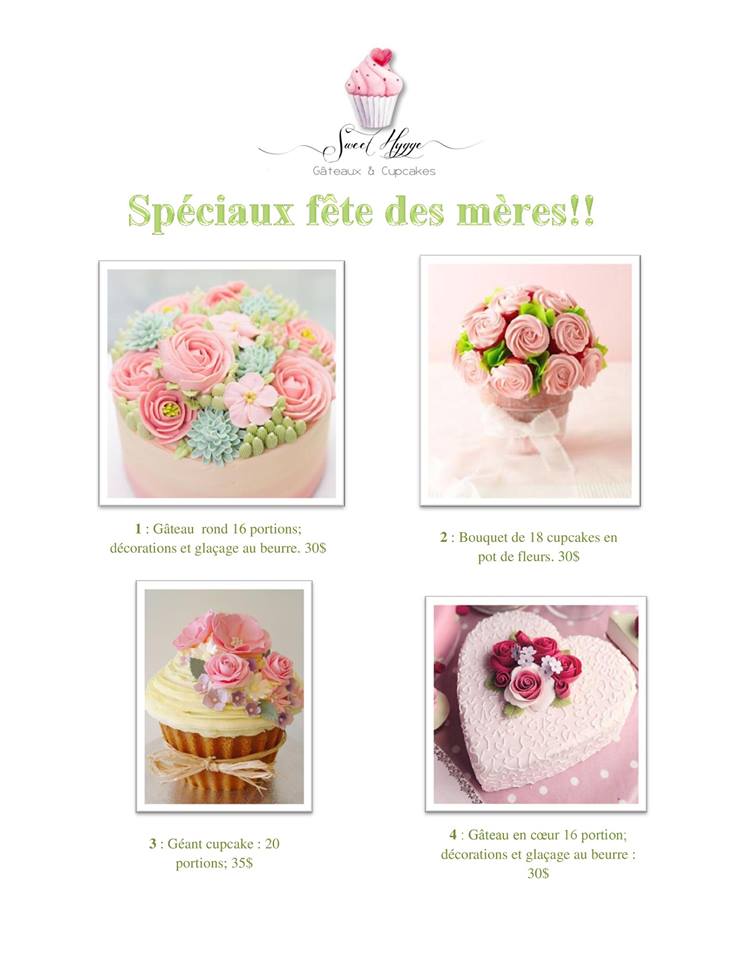 Sweet Hygge
Gâteaux & Cupcakes
Spéciaux fête des mères!!
1 : Gâteau rond 16 portions;
décorations et glaçage au beurre. 30$
2 : Bouquet de 18 cupcakes en
pot de fleurs. 30$
3 : Géant cupcake : 20
portions; 35$
4 : Gâteau en cœur 16 portion;
décorations et glaçage au beurre :
30$